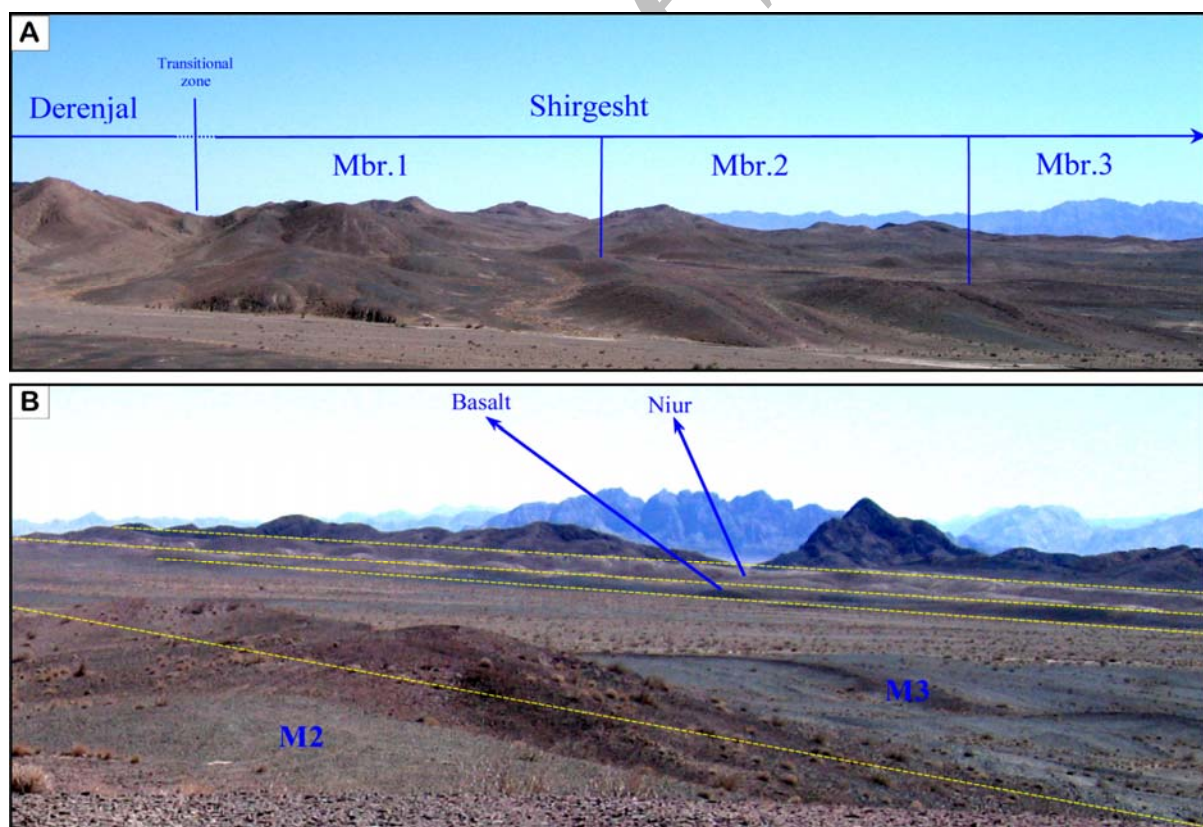 A
Transitional
zone
Derenjal
Shirgesht
Mbr.1
Mbr.2
Mbr.3
B
Basalt
Niur
M3
M2